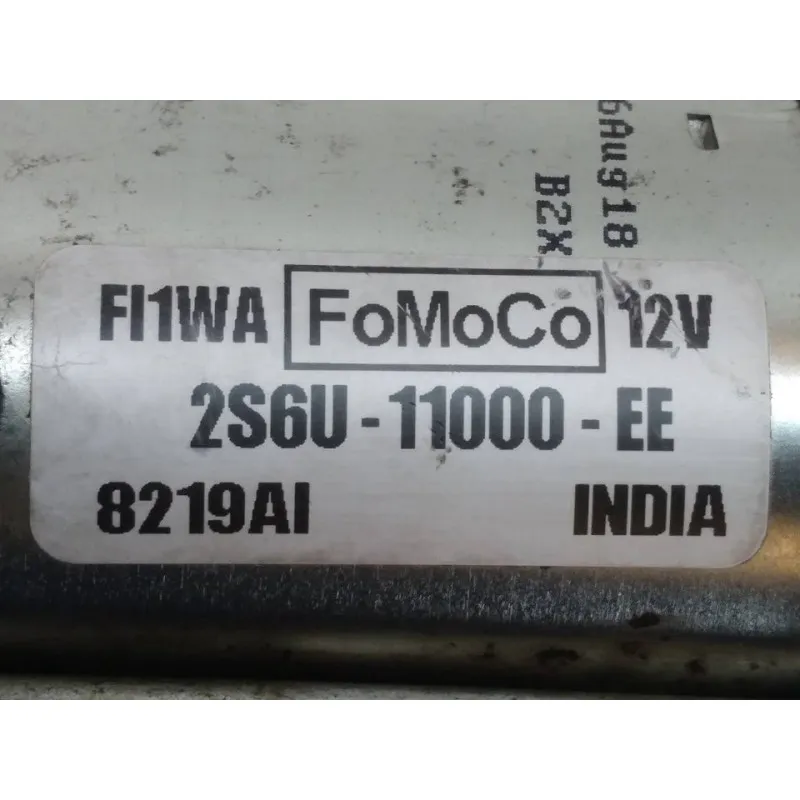 6Aug18
B2X
FI1WA FoMoCo 12V
2S6U-11000-EE
8219AI INDIA